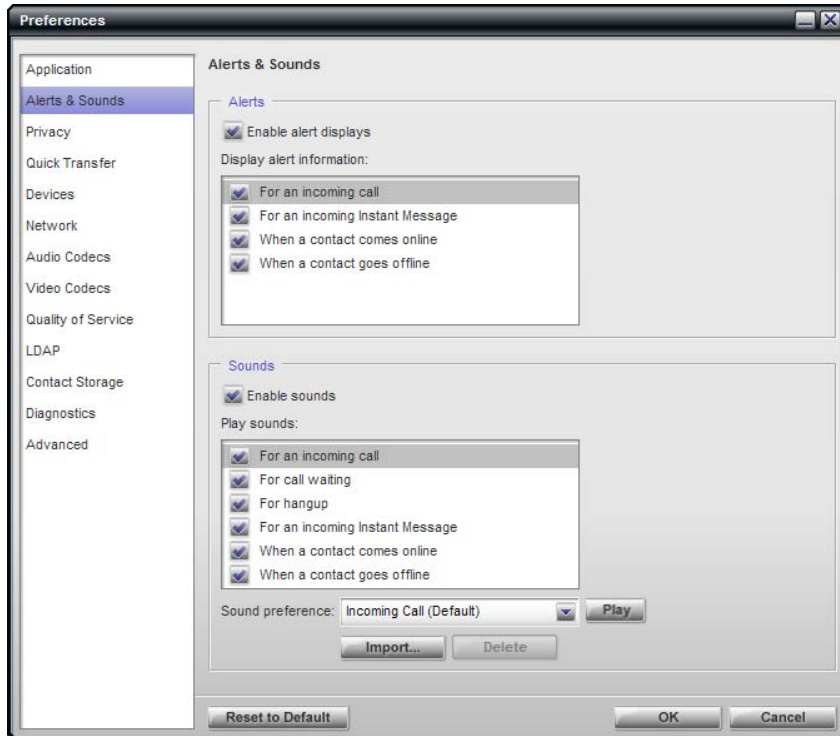 Preferences
Application
Alerts & Sounds
Privacy
Quick Transfer
Devices
Network
Audio Codecs
Video Codecs
Quality of Service
LDAP
Contact Storage
Diagnostics
Advanced
Alerts & Sounds
Alerts
Enable alert displays
Display alert information:
For an incoming call
For an incoming Instant Message
When a contact comes online
When a contact goes offline
Sounds
Enable sounds
Play sounds:
For an incoming call
For call waiting
For hangup
For an incoming Instant Message
When a contact comes online
When a contact goes offline
Sound preference: Incoming Call (Default) Play
Import... Delete
Reset to Default OK Cancel